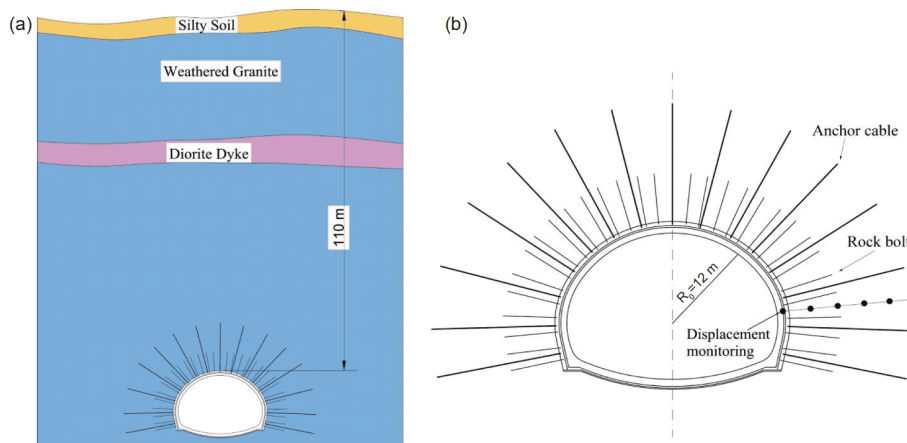 (a)
Silty Soil
Weathered Granite
Diorite Dyke
110 m
(b)
Anchor cable
Rock bolt
R₀=12 m
Displacement
monitoring